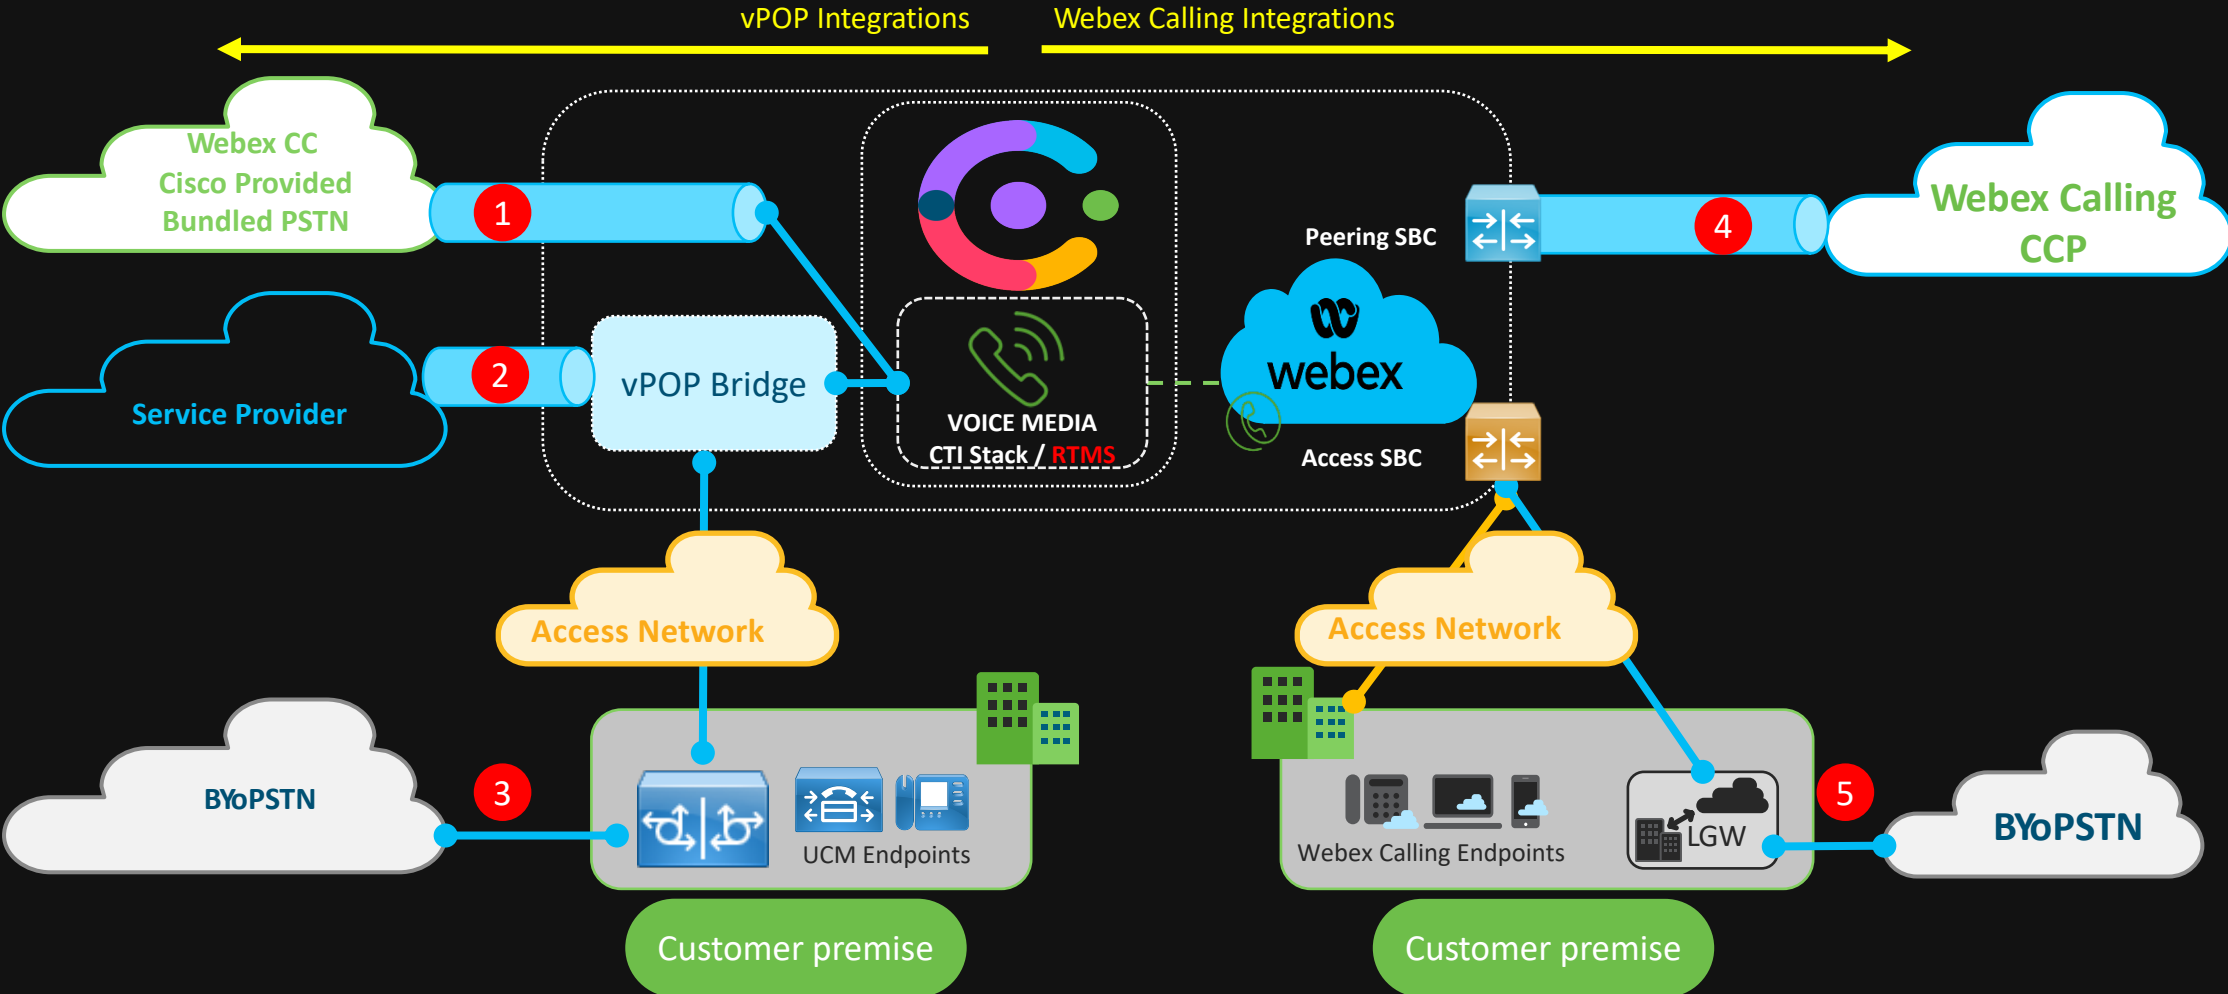 vPOP Integrations
Webex Calling Integrations
Webex CC
Cisco Provided
Bundled PSTN
1
Peering SBC
4
Webex Calling
CCP
Service Provider
2
vPOP Bridge
VOICE MEDIA
CTI Stack / RTMS
webex
Access SBC
Access Network
Access Network
BYoPSTN
3
UCM Endpoints
Webex Calling Endpoints
LGW
5
BYoPSTN
Customer premise
Customer premise